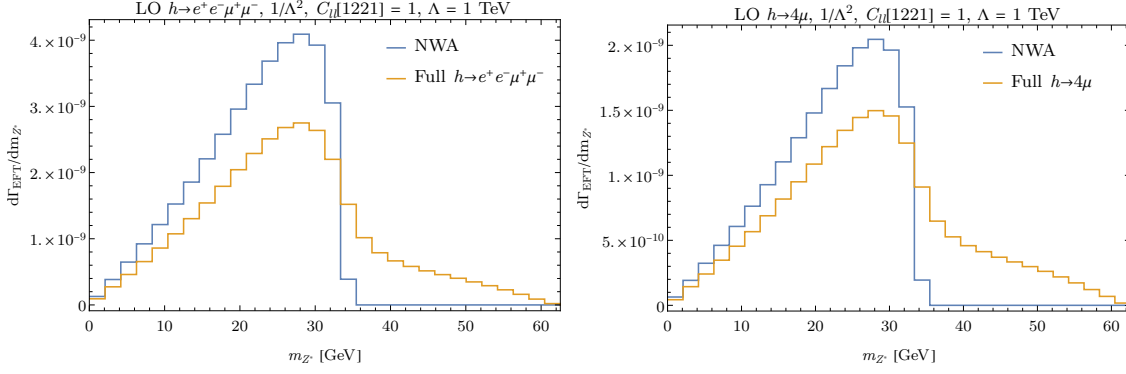 LO h→e⁺e⁻μ⁺μ⁻, 1/Λ², C_ll[1221] = 1, Λ = 1 TeV
NWA
Full h→e⁺e⁻μ⁺μ⁻
dΓ_EFT/dm_Z*
4.×10⁻⁹
3.×10⁻⁹
2.×10⁻⁹
1.×10⁻⁹
0
0 10 20 30 40 50 60
m_Z* [GeV]
LO h→4μ, 1/Λ², C_ll[1221] = 1, Λ = 1 TeV
NWA
Full h→4μ
dΓ_EFT/dm_Z*
2.×10⁻⁹
1.5×10⁻⁹
1.×10⁻⁹
5.×10⁻¹⁰
0
0 10 20 30 40 50 60
m_Z* [GeV]